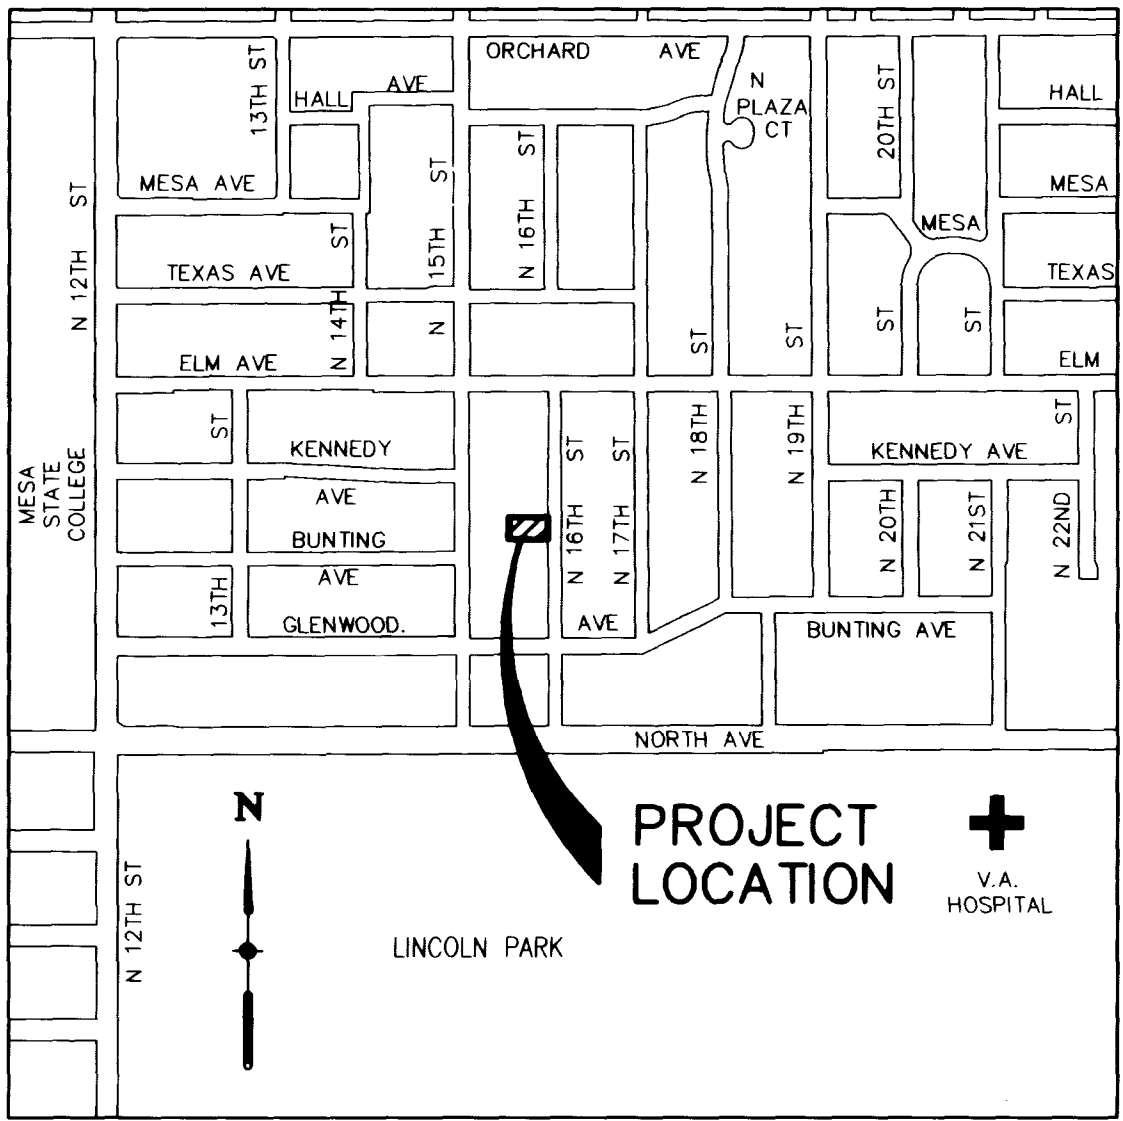 ORCHARD AVE
13TH ST
HALL AVE
N
PLAZA
CT
20TH ST
HALL
MESA AVE
MESA
N 12TH ST
N 15TH ST
N 16TH ST
MESA
TEXAS AVE
TEXAS
N 14TH ST
ST
ST
ST
ST
ELM AVE
ELM
ST
KENNEDY
AVE
N 16TH ST
N 17TH ST
N 18TH
N 19TH
KENNEDY AVE
ST
MESA
STATE
COLLEGE
BUNTING
AVE
N 20TH
N 21ST
N 22ND
13TH
GLENWOOD.
AVE
BUNTING AVE
NORTH AVE
N
PROJECT
LOCATION
V.A.
HOSPITAL
N 12TH ST
LINCOLN PARK